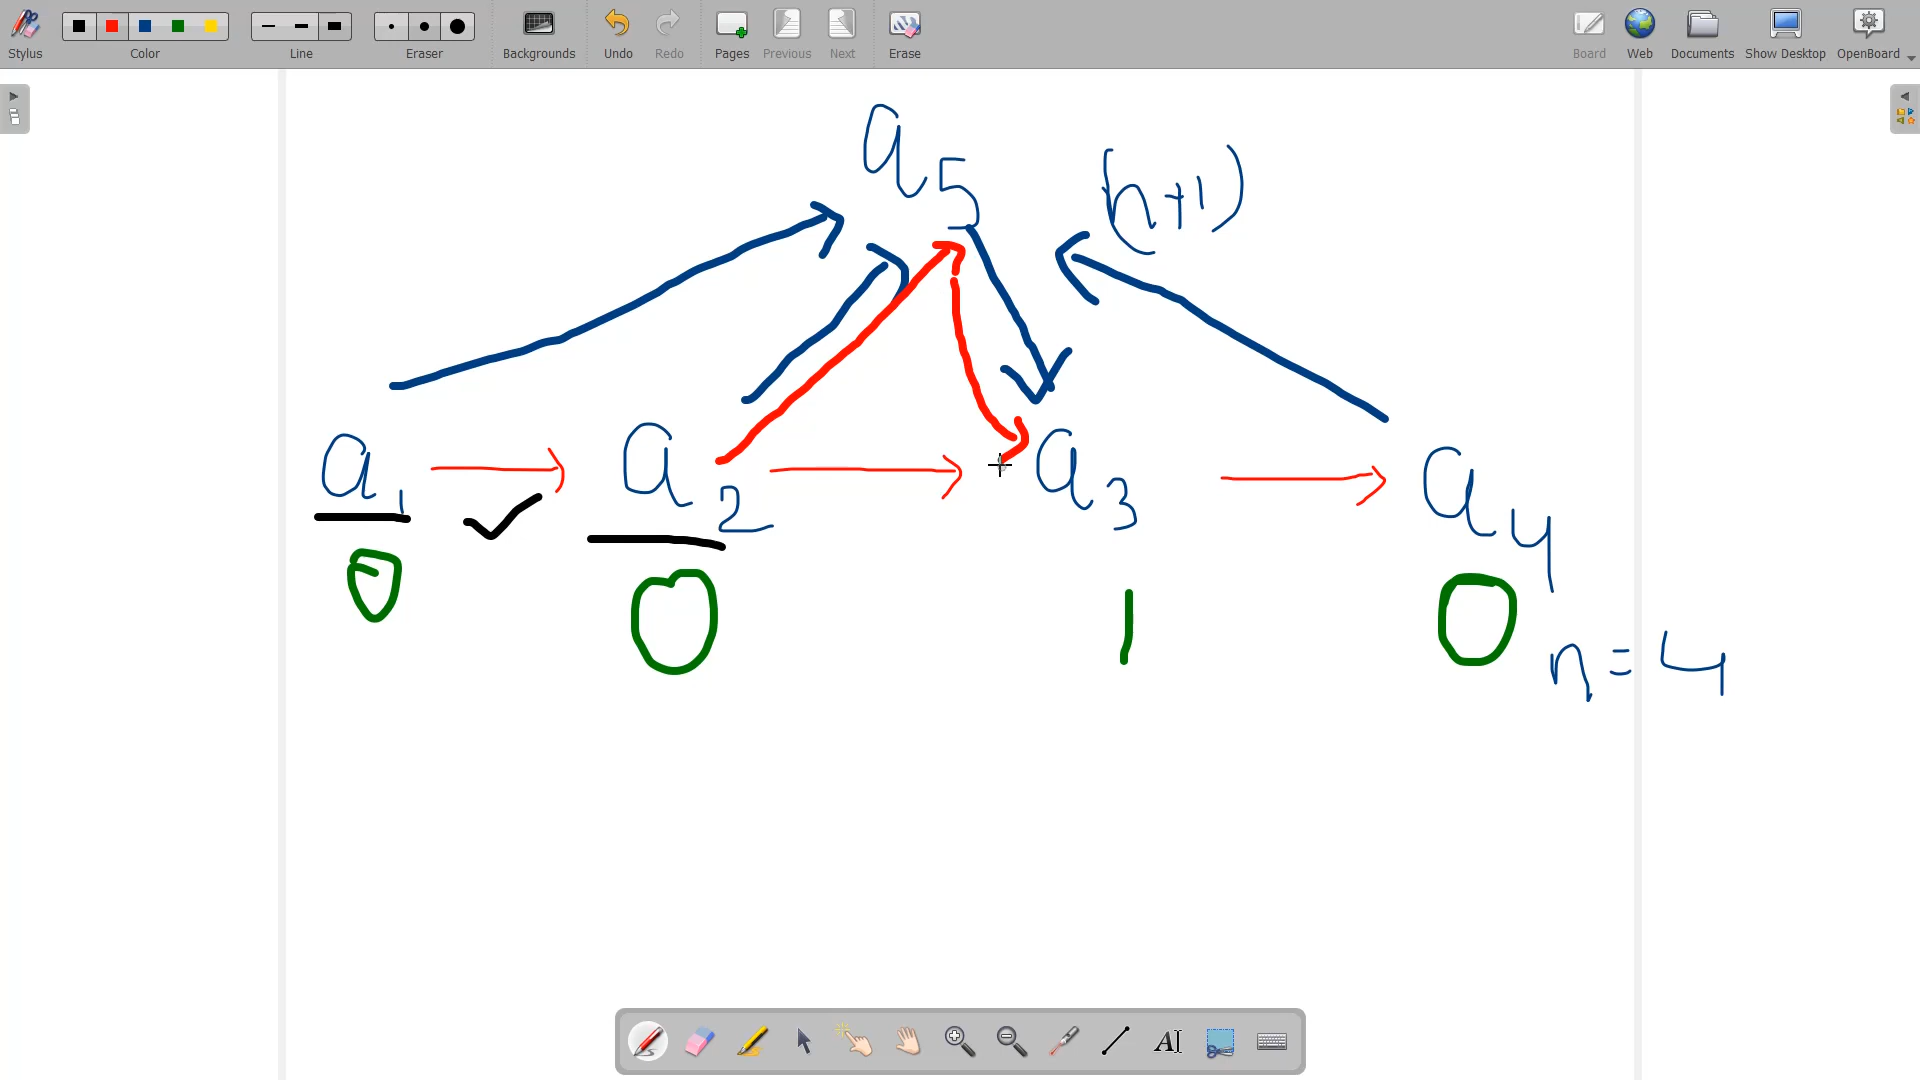 Stylus Color Line Eraser Backgrounds Undo Redo Pages Previous Next Erase Board Web Documents Show Desktop OpenBoard
a5 (n+1)
a1 a2 a3 a4
0 0 1 0
n = 4
AI